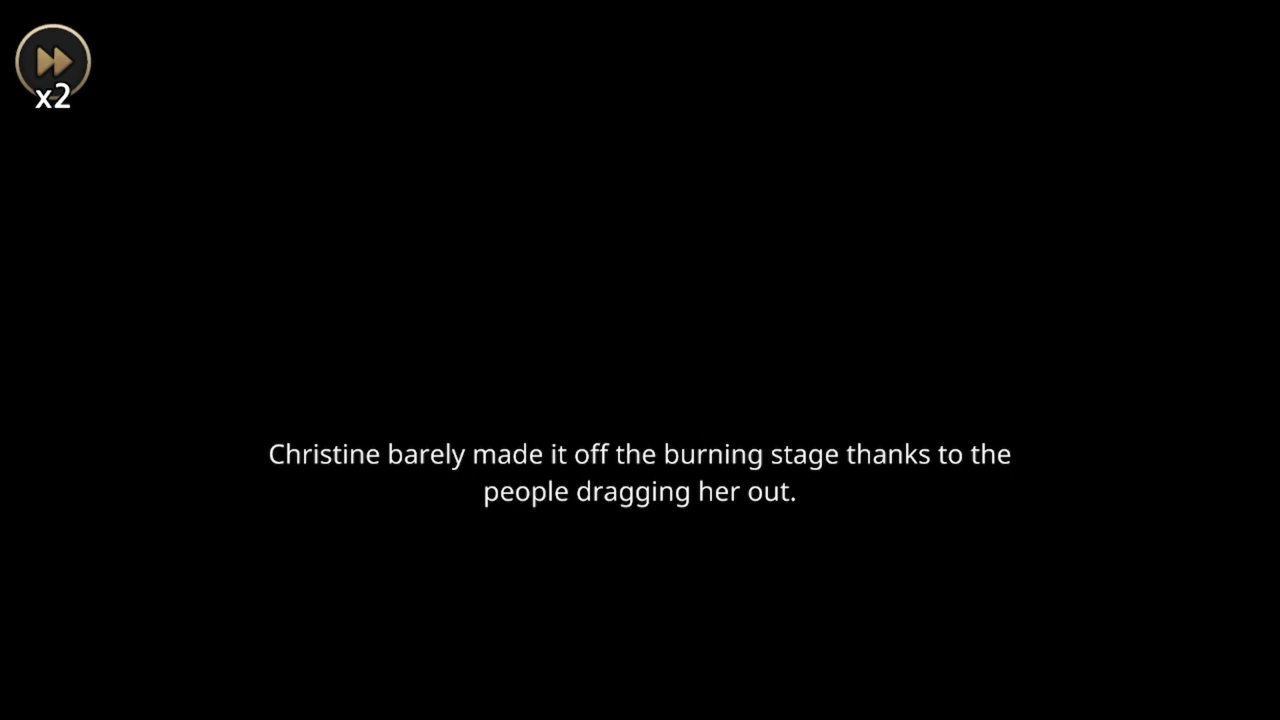 x2
Christine barely made it off the burning stage thanks to the
people dragging her out.